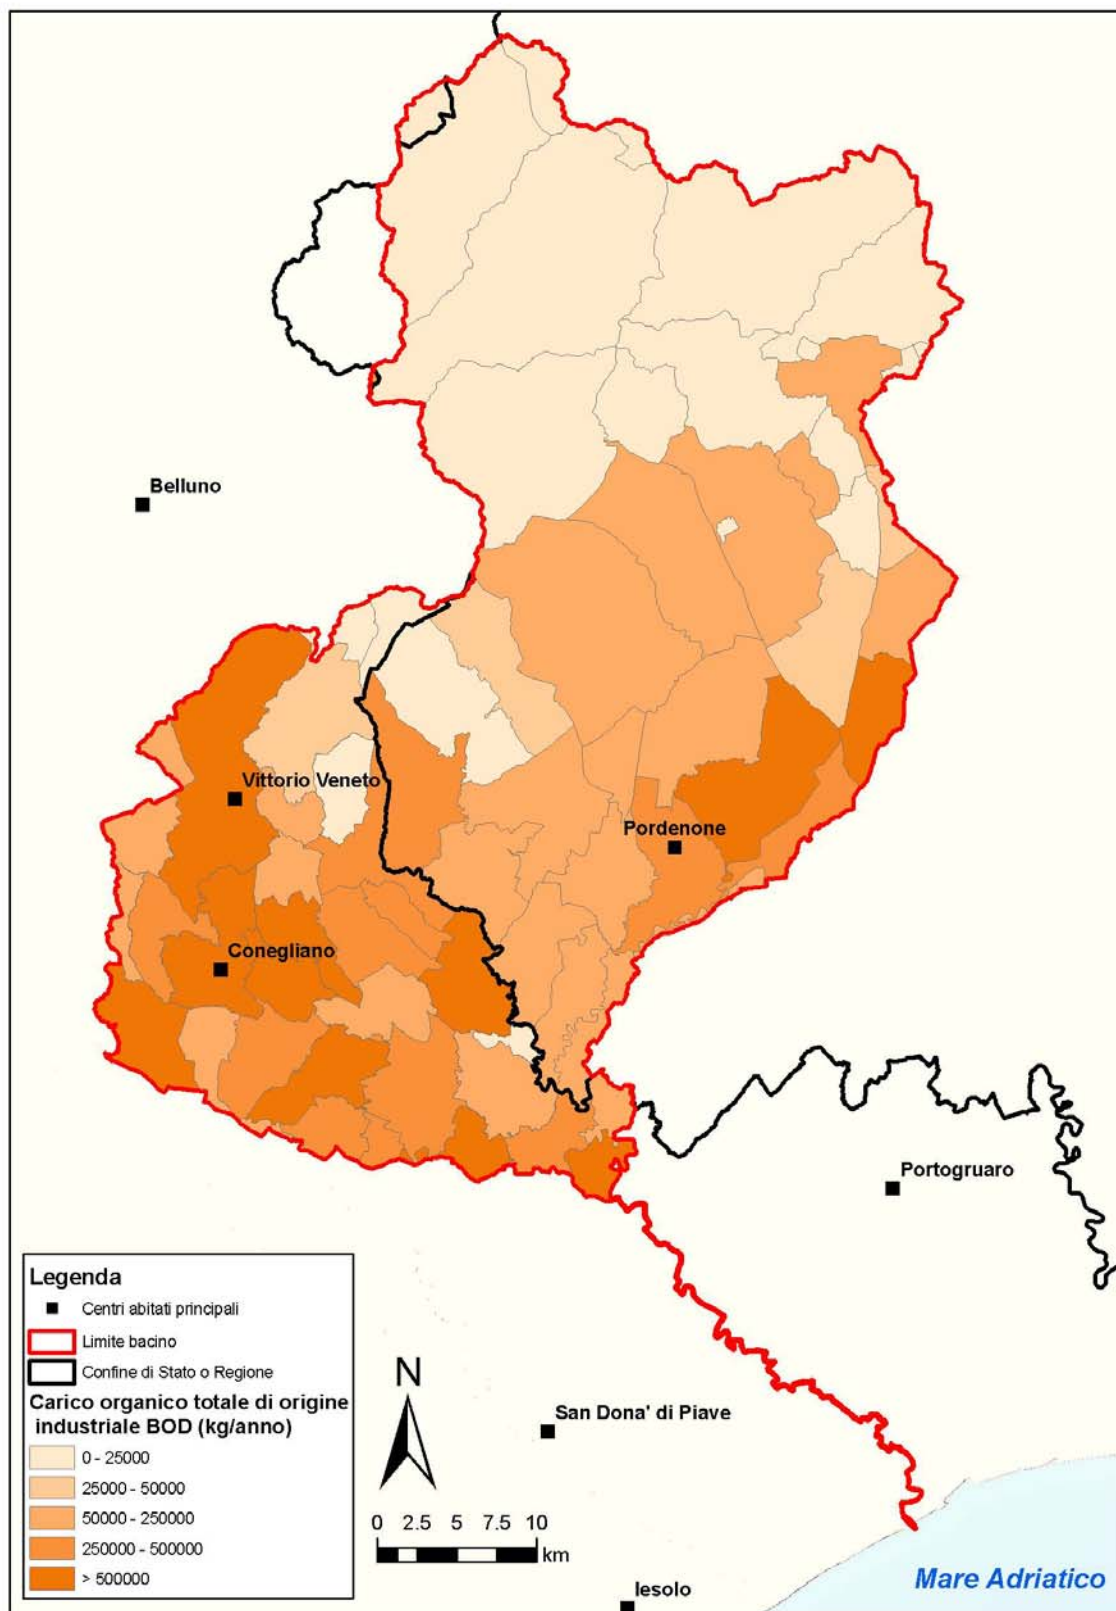 Belluno
Vittorio Veneto
Pordenone
Conegliano
Portogruaro
Legenda
Centri abitati principali
Limite bacino
Confine di Stato o Regione
Carico organico totale di origine
industriale BOD (kg/anno)
0 - 25000
25000 - 50000
50000 - 250000
250000 - 500000
> 500000
N
0 2.5 5 7.5 10
km
San Dona' di Piave
Iesolo
Mare Adriatico